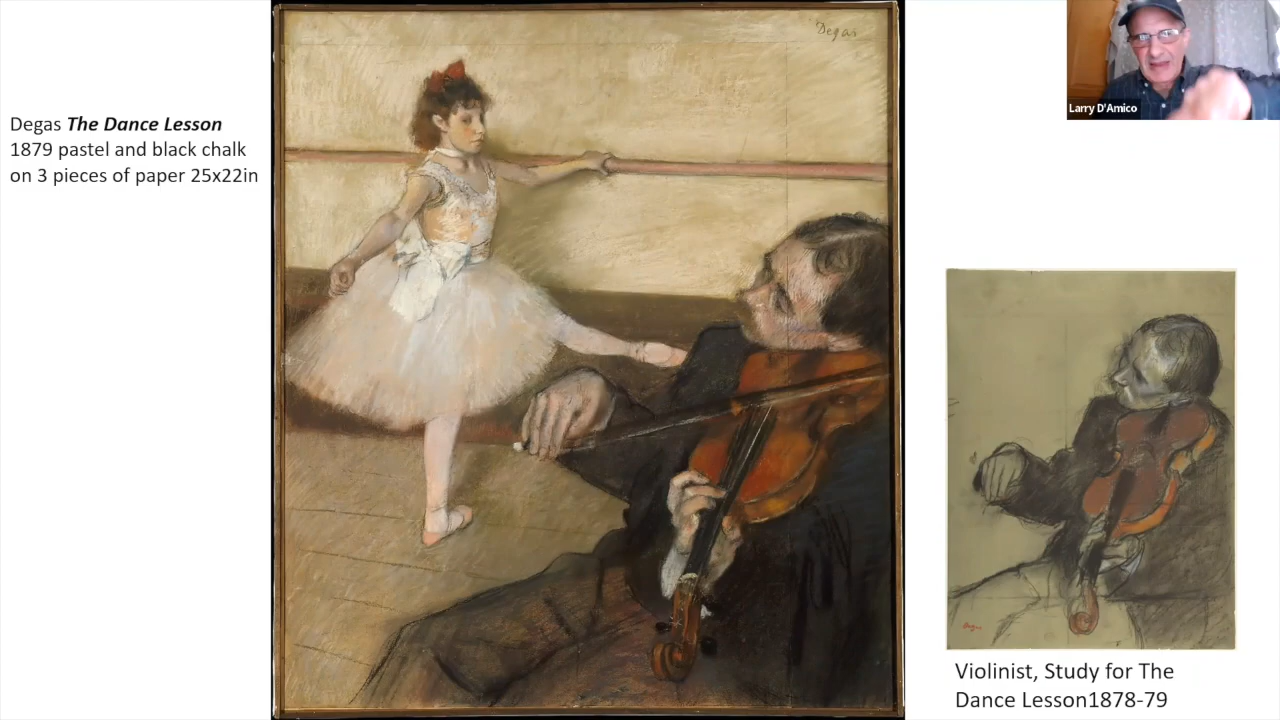 Degas The Dance Lesson
1879 pastel and black chalk
on 3 pieces of paper 25x22in
Degas
Larry D'Amico
Degas
Violinist, Study for The
Dance Lesson1878-79